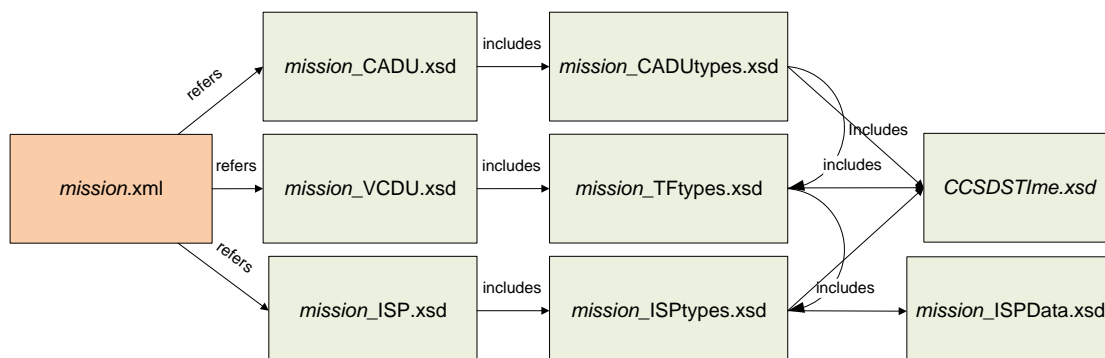 mission_CADU.xsd
includes
mission_CADUtypes.xsd
refers
Includes
mission.xml
refers
mission_VCDU.xsd
includes
mission_TFtypes.xsd
includes
CCSDSTIme.xsd
refers
mission_ISP.xsd
includes
mission_ISPtypes.xsd
includes
mission_ISPData.xsd